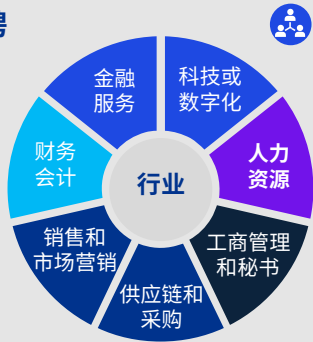 金融
服务
科技或
数字化
财务
会计
人力
资源
行业
销售和
市场营销
工商管理
和秘书
供应链和
采购